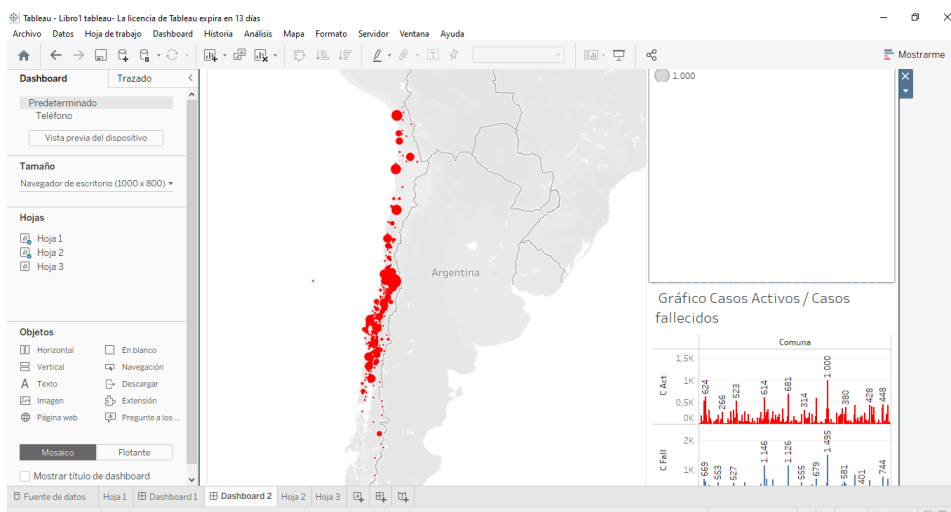 Tableau - Libro1 tableau- La licencia de Tableau expira en 13 días
Archivo Datos Hoja de trabajo Dashboard Historia Análisis Mapa Formato Servidor Ventana Ayuda
Mostrarme
Dashboard Trazado
Predeterminado
Teléfono
Vista previa del dispositivo
Tamaño
Navegador de escritorio (1000 x 800)
Hojas
Hoja 1
Hoja 2
Hoja 3
Objetos
Horizontal En blanco
Vertical Navegación
A Texto Descargar
Imagen Extensión
Página web Pregunte a los ...
Mosaico Flotante
Mostrar título de dashboard
Argentina
1.000
Gráfico Casos Activos / Casos
fallecidos
Comuna
C Act
1,5K
1K
0,5K
0K
624 266 523 614 681 314 1.000 380 428 448
C Fall
2K
1K
669 553 527 1.146 1.126 555 679 1.495 581 401 744
Fuente de datos Hoja 1 Dashboard 1 Dashboard 2 Hoja 2 Hoja 3